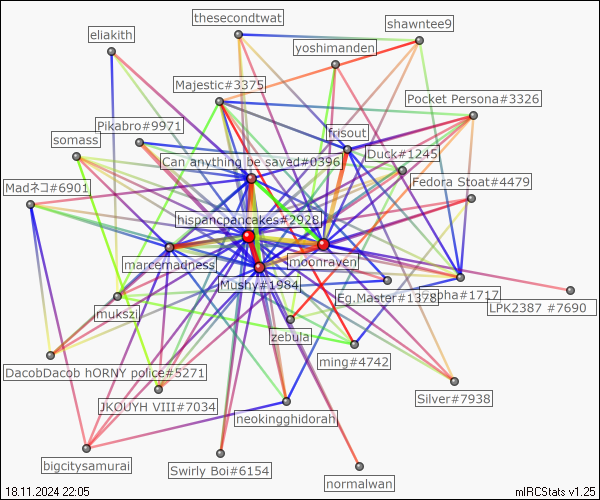 thesecondtwat
shawntee9
eliakith
yoshimanden
Majestic#3375
Pocket Persona#3326
Pikabro#9971
frisout
somass
Duck#1245
Can anything be saved#0396
Fedora Stoat#4479
Madネコ#6901
hispancpancakes#2928
marcemadness
moonraven
Mushy#1984
Eg.Master#1378
pha#1717
LPK2387 #7690
mukszi
zebula
ming#4742
DacobDacob hORNY police#5271
JKOUYH VIII#7034
Silver#7938
neokingghidorah
bigcitysamurai
Swirly Boi#6154
normalwan
18.11.2024 22:05
mIRCStats v1.25